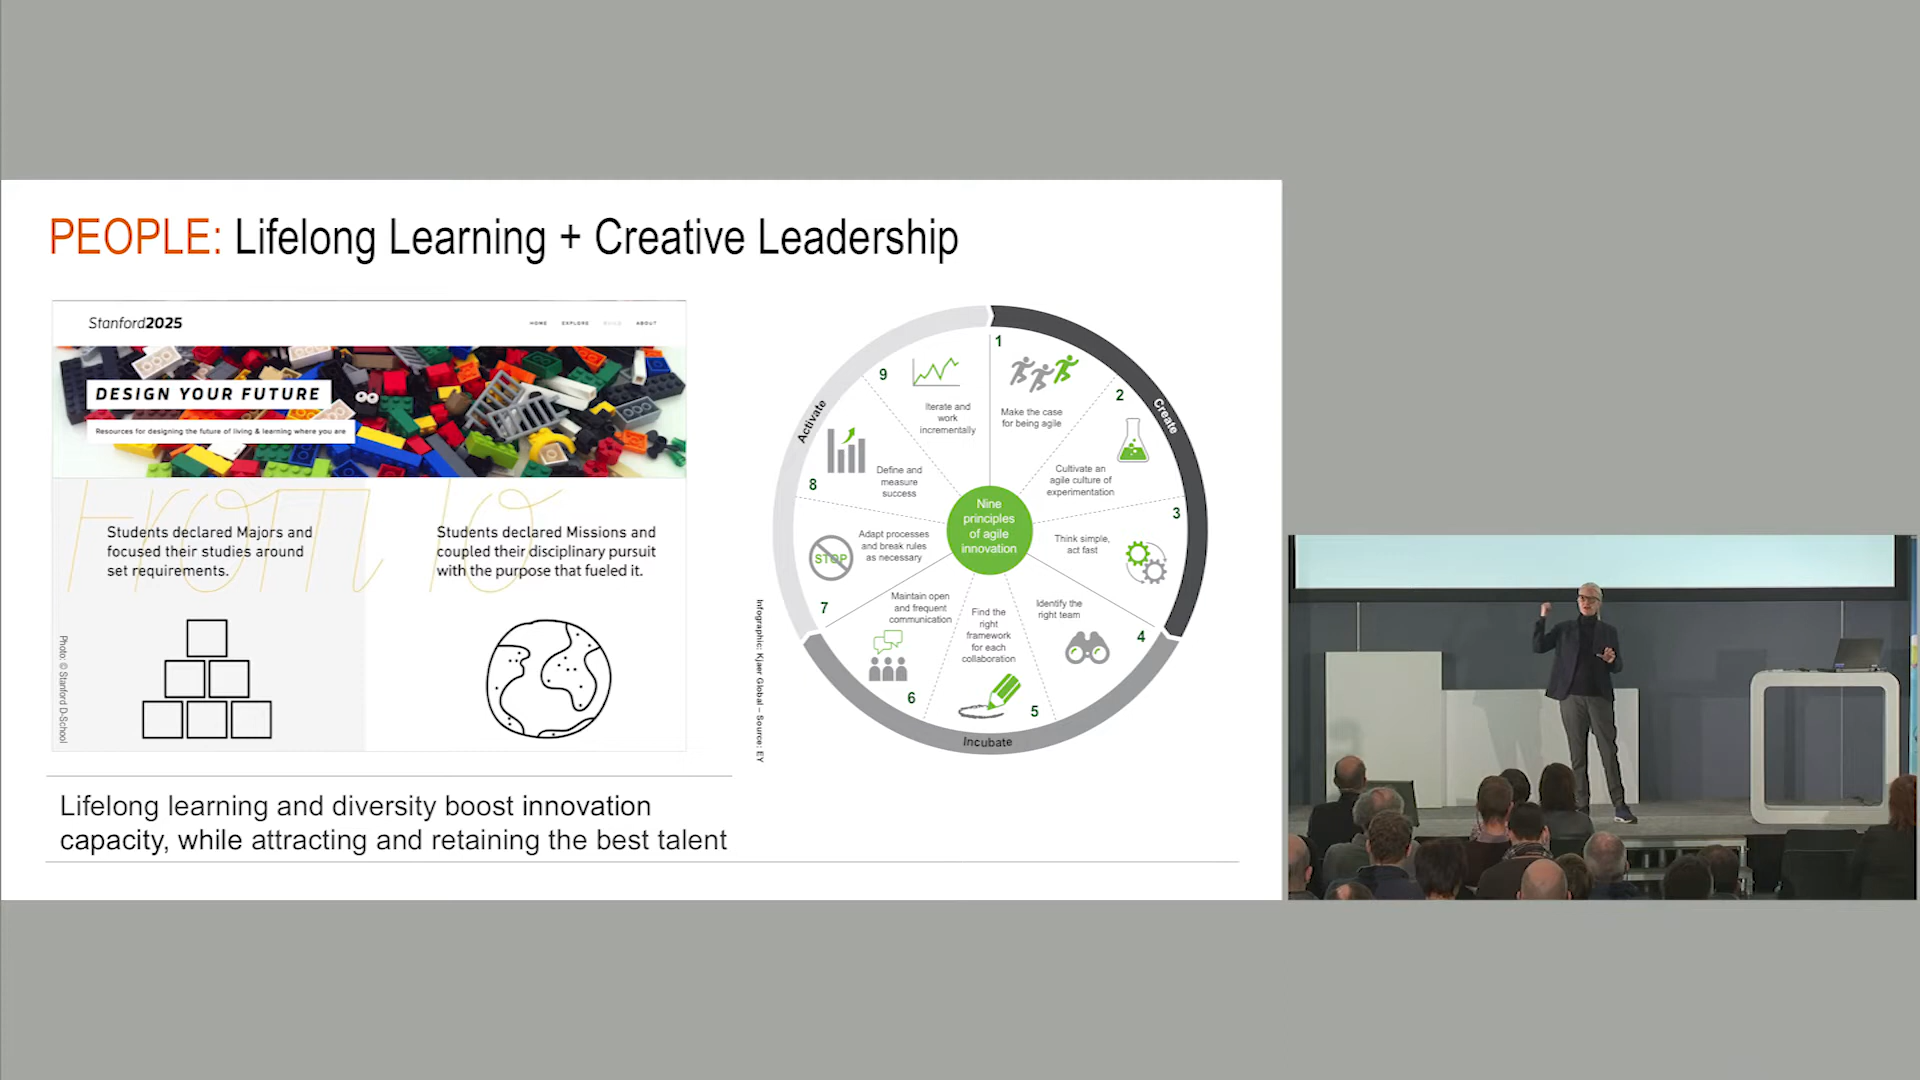 PEOPLE: Lifelong Learning + Creative Leadership
Stanford2025
HOME EXPLORE BUILD ABOUT
DESIGN YOUR FUTURE
Resources for designing the future of living & learning where you are
From To
Students declared Majors and
focused their studies around
set requirements.
Students declared Missions and
coupled their disciplinary pursuit
with the purpose that fueled it.
Photo: © Stanford D-School
Lifelong learning and diversity boost innovation
capacity, while attracting and retaining the best talent
Infographic: Kjaer Global – Source: EY
Nine
principles
of agile
innovation
Create
1
Make the case
for being agile
2
Cultivate an
agile culture of
experimentation
3
Think simple,
act fast
Incubate
4
Identify the
right team
5
Find the
right
framework
for each
collaboration
6
Maintain open
and frequent
communication
Activate
7
Adapt processes
and break rules
as necessary
STOP
8
Define and
measure
success
9
Iterate and
work
incrementally